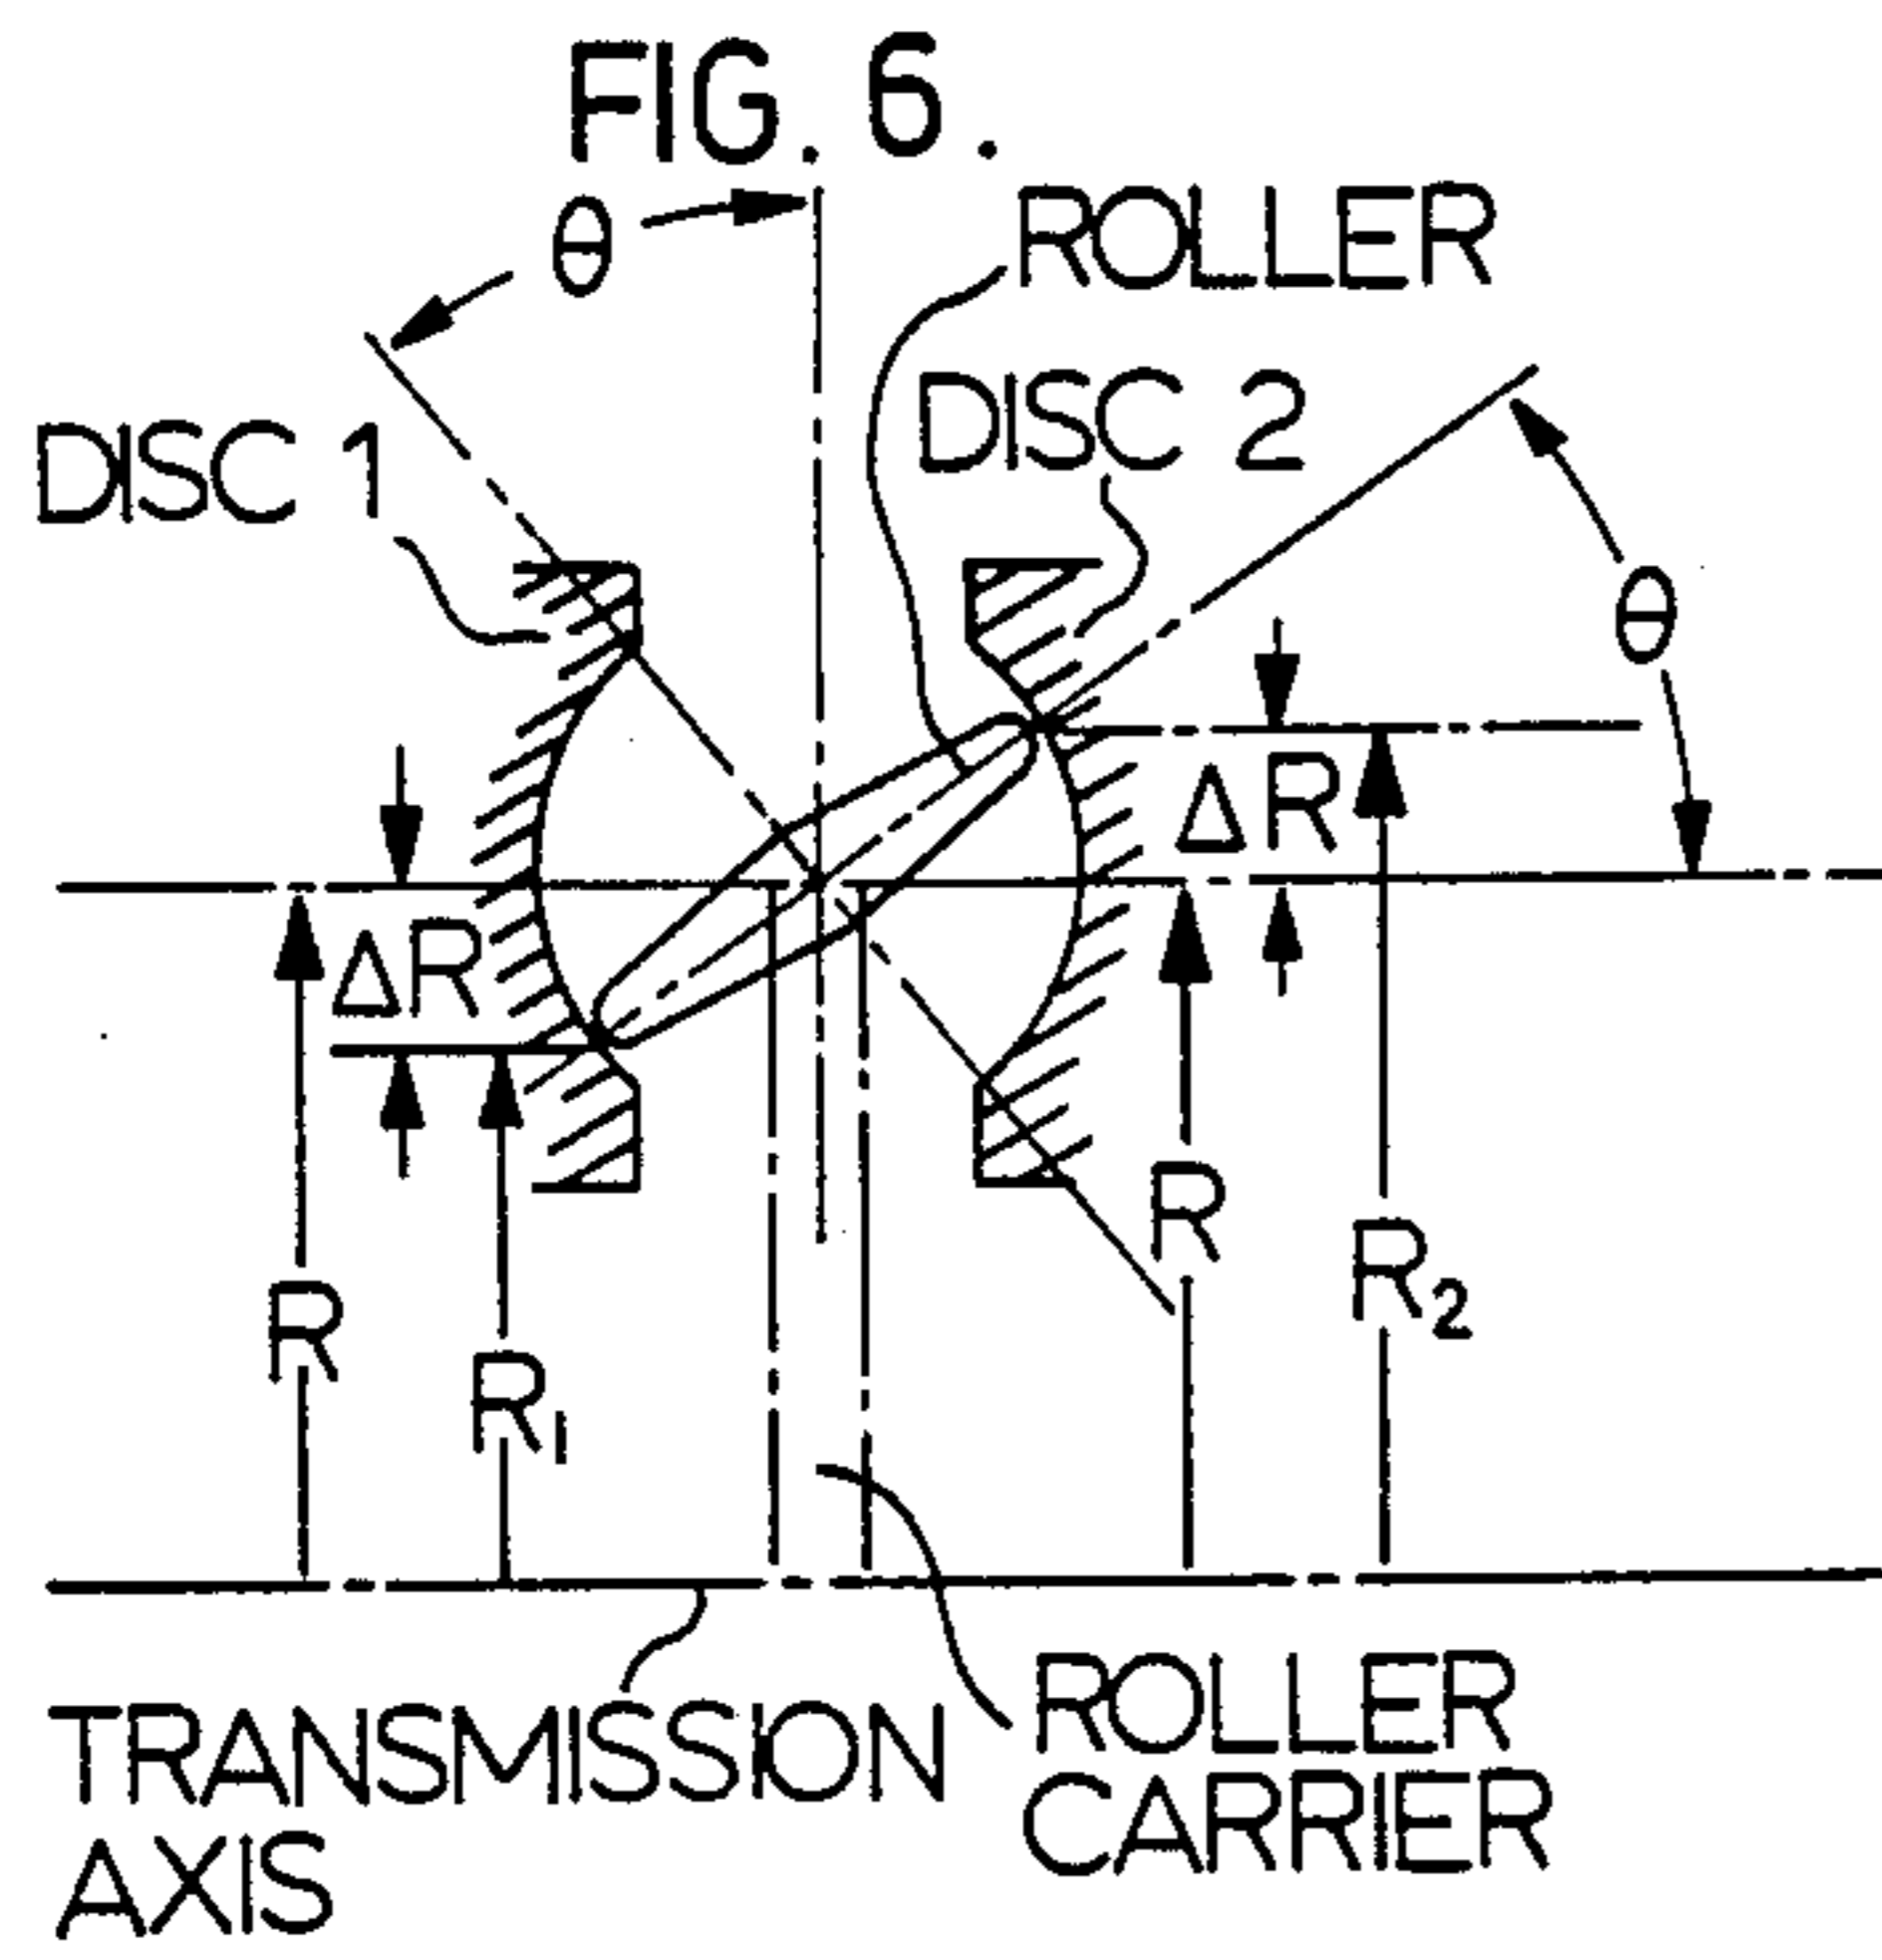 FIG. 6.
θ
ROLLER
DISC 2
DISC 1
θ
ΔR
ΔR
R
R
R₂
R₁
TRANSMISSION
AXIS
ROLLER
CARRIER